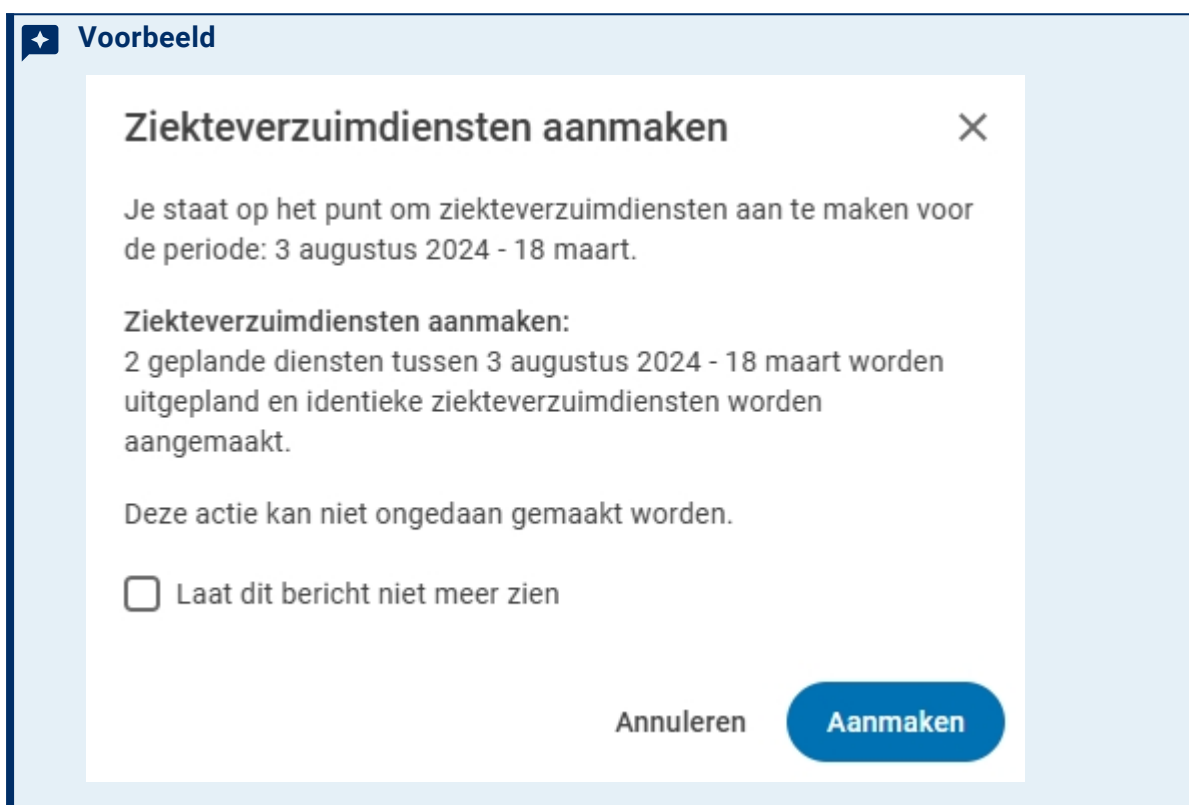 Voorbeeld
Ziekteverzuimdiensten aanmaken
Je staat op het punt om ziekteverzuimdiensten aan te maken voor
de periode: 3 augustus 2024 - 18 maart.
Ziekteverzuimdiensten aanmaken:
2 geplande diensten tussen 3 augustus 2024 - 18 maart worden
uitgepland en identieke ziekteverzuimdiensten worden
aangemaakt.
Deze actie kan niet ongedaan gemaakt worden.
Laat dit bericht niet meer zien
Annuleren Aanmaken